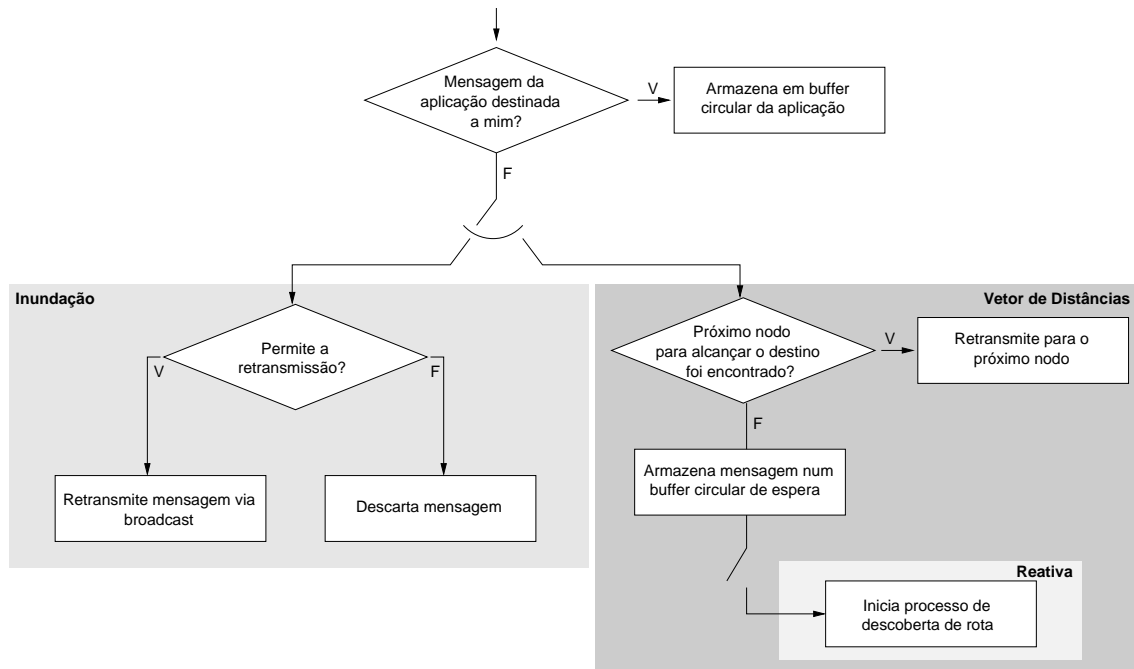 Mensagem da
aplicação destinada
a mim?
V
Armazena em buffer
circular da aplicação
F
Inundação
Permite a
retransmissão?
V
F
Retransmite mensagem via
broadcast
Descarta mensagem
Vetor de Distâncias
Próximo nodo
para alcançar o destino
foi encontrado?
V
Retransmite para o
próximo nodo
F
Armazena mensagem num
buffer circular de espera
Reativa
Inicia processo de
descoberta de rota